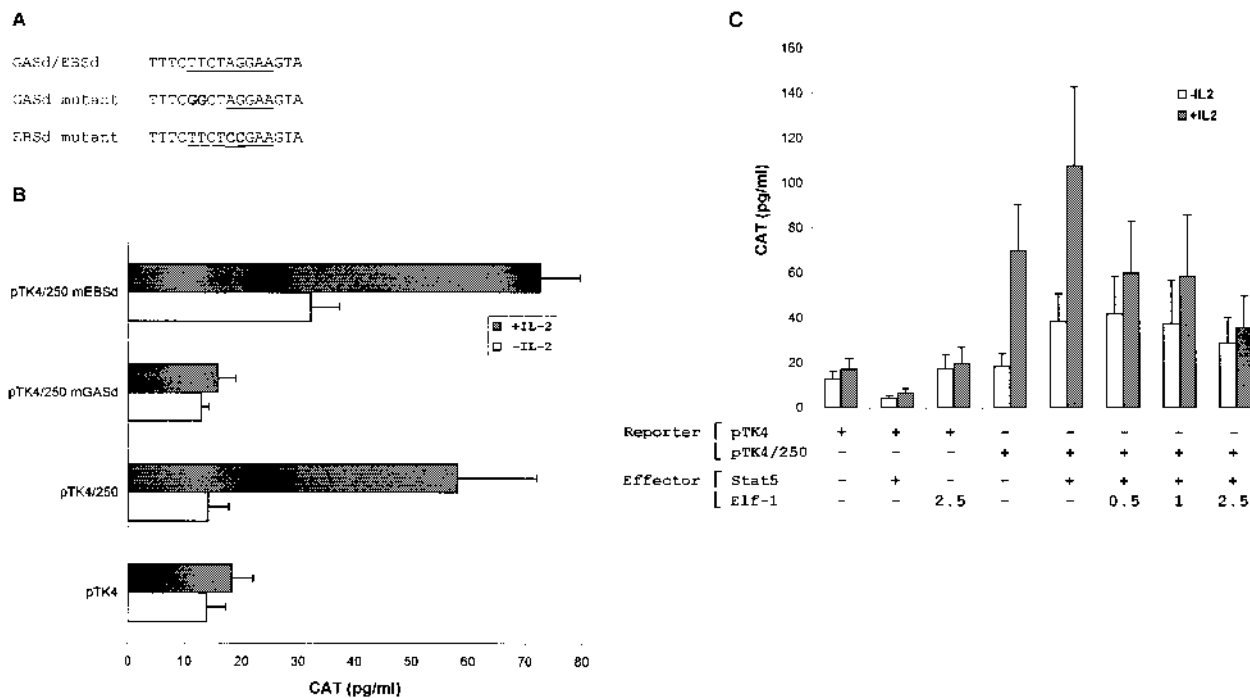 A
GASd/EBSd TTTCTTCTAGGAAGTA
GASd mutant TTTCGGCTAGGAAGTA
EBSd mutant TTTCTTCTCCGAAGTA
B
pTK4/250 mEBSd
pTK4/250 mGASd
pTK4/250
pTK4
+IL-2
-IL-2
0 10 20 30 40 50 60 70 80
CAT (pg/ml)
C
160
140
120
100
80
60
40
20
0
CAT (pg/ml)
-IL2
+IL2
Reporter [ pTK4 + + + - - - - -
pTK4/250 - - - + + + + +
Effector [ Stat5 - + - - + + + +
Elf-1 - - 2.5 - - 0.5 1 2.5